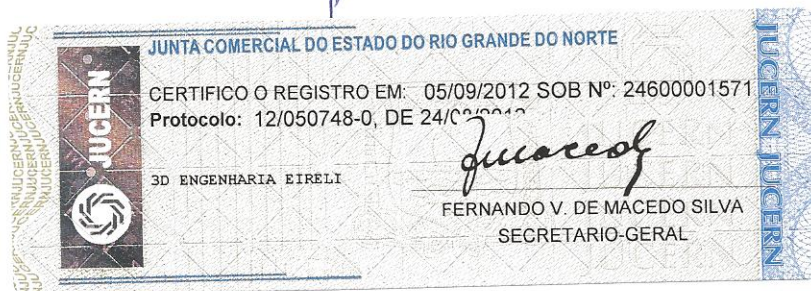 JUNTA COMERCIAL DO ESTADO DO RIO GRANDE DO NORTE
CERTIFICO O REGISTRO EM: 05/09/2012 SOB Nº: 24600001571
Protocolo: 12/050748-0, DE
3D ENGENHARIA EIRELI
FERNANDO V. DE MACEDO SILVA
SECRETARIO-GERAL
JUCERN
JUCERN JUCERN